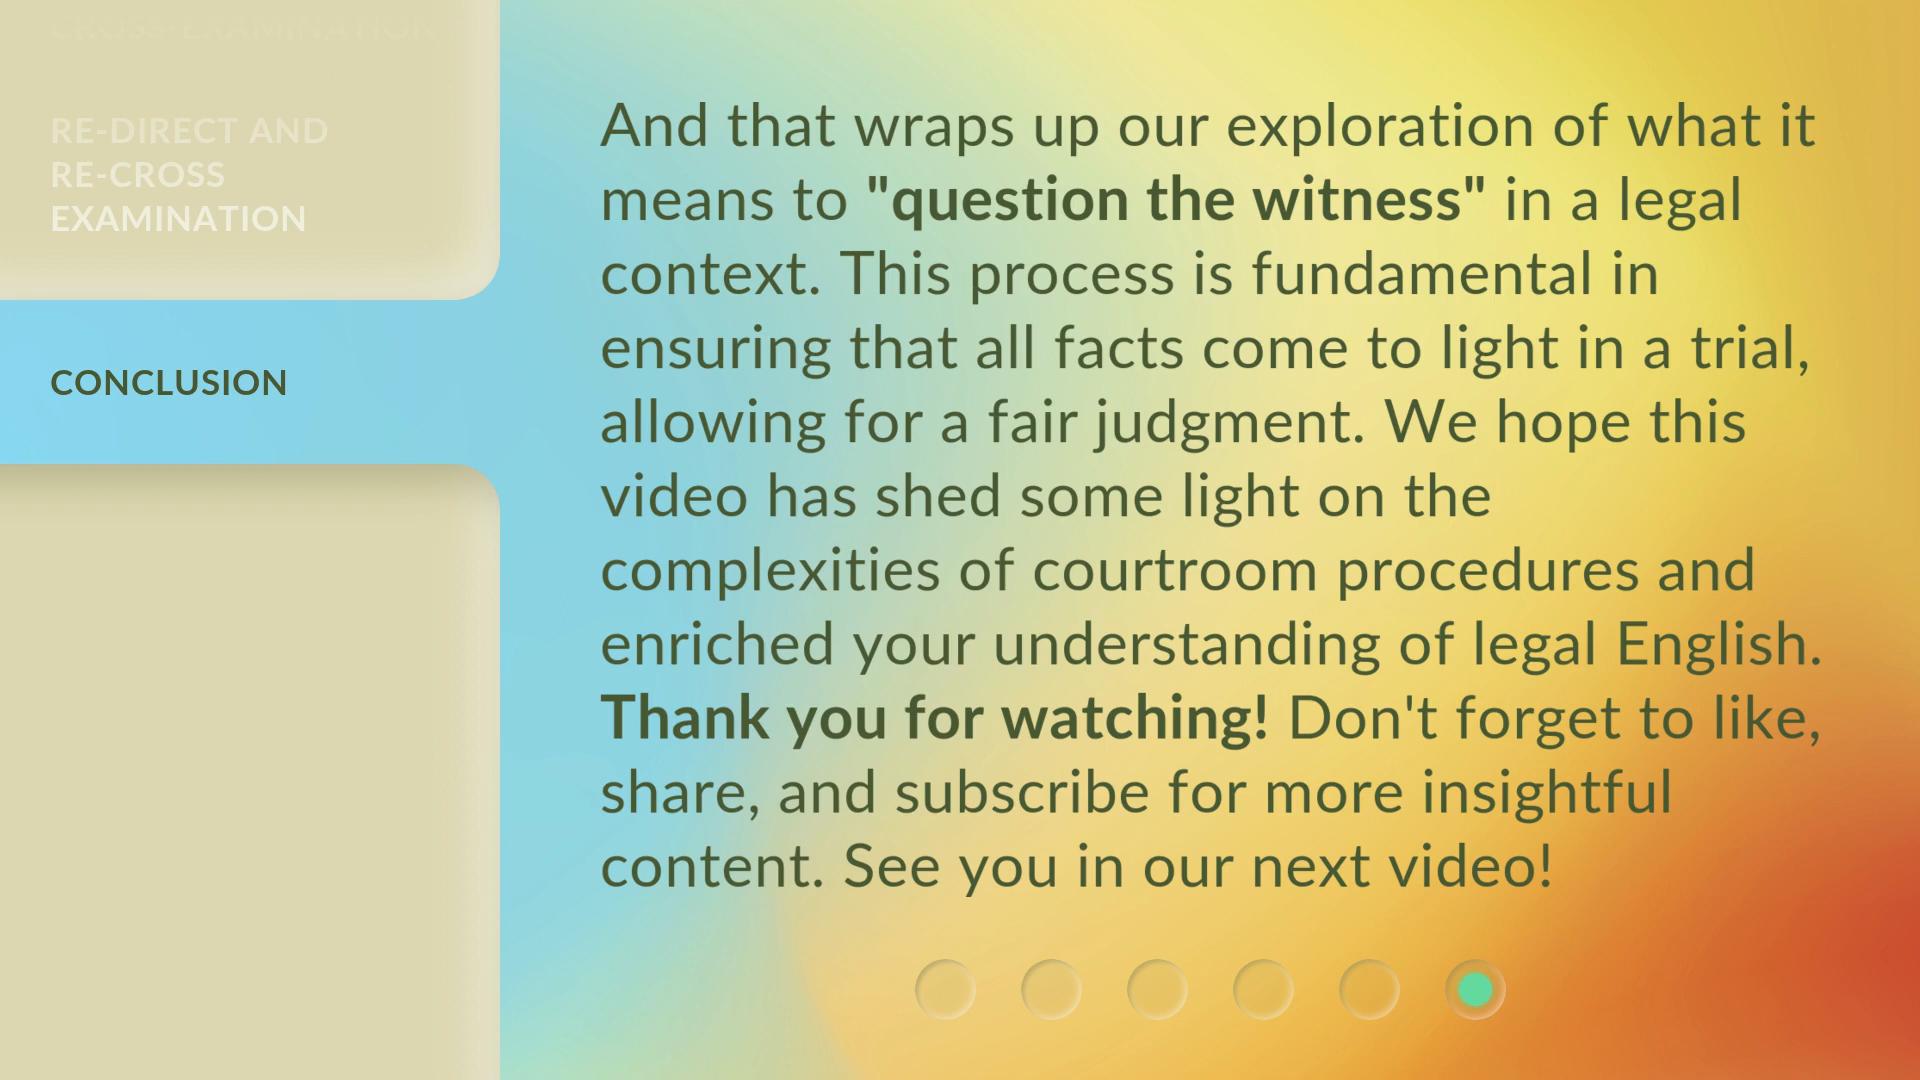 CROSS-EXAMINATION
RE-DIRECT AND
RE-CROSS
EXAMINATION
CONCLUSION
And that wraps up our exploration of what it
means to "question the witness" in a legal
context. This process is fundamental in
ensuring that all facts come to light in a trial,
allowing for a fair judgment. We hope this
video has shed some light on the
complexities of courtroom procedures and
enriched your understanding of legal English.
Thank you for watching! Don't forget to like,
share, and subscribe for more insightful
content. See you in our next video!